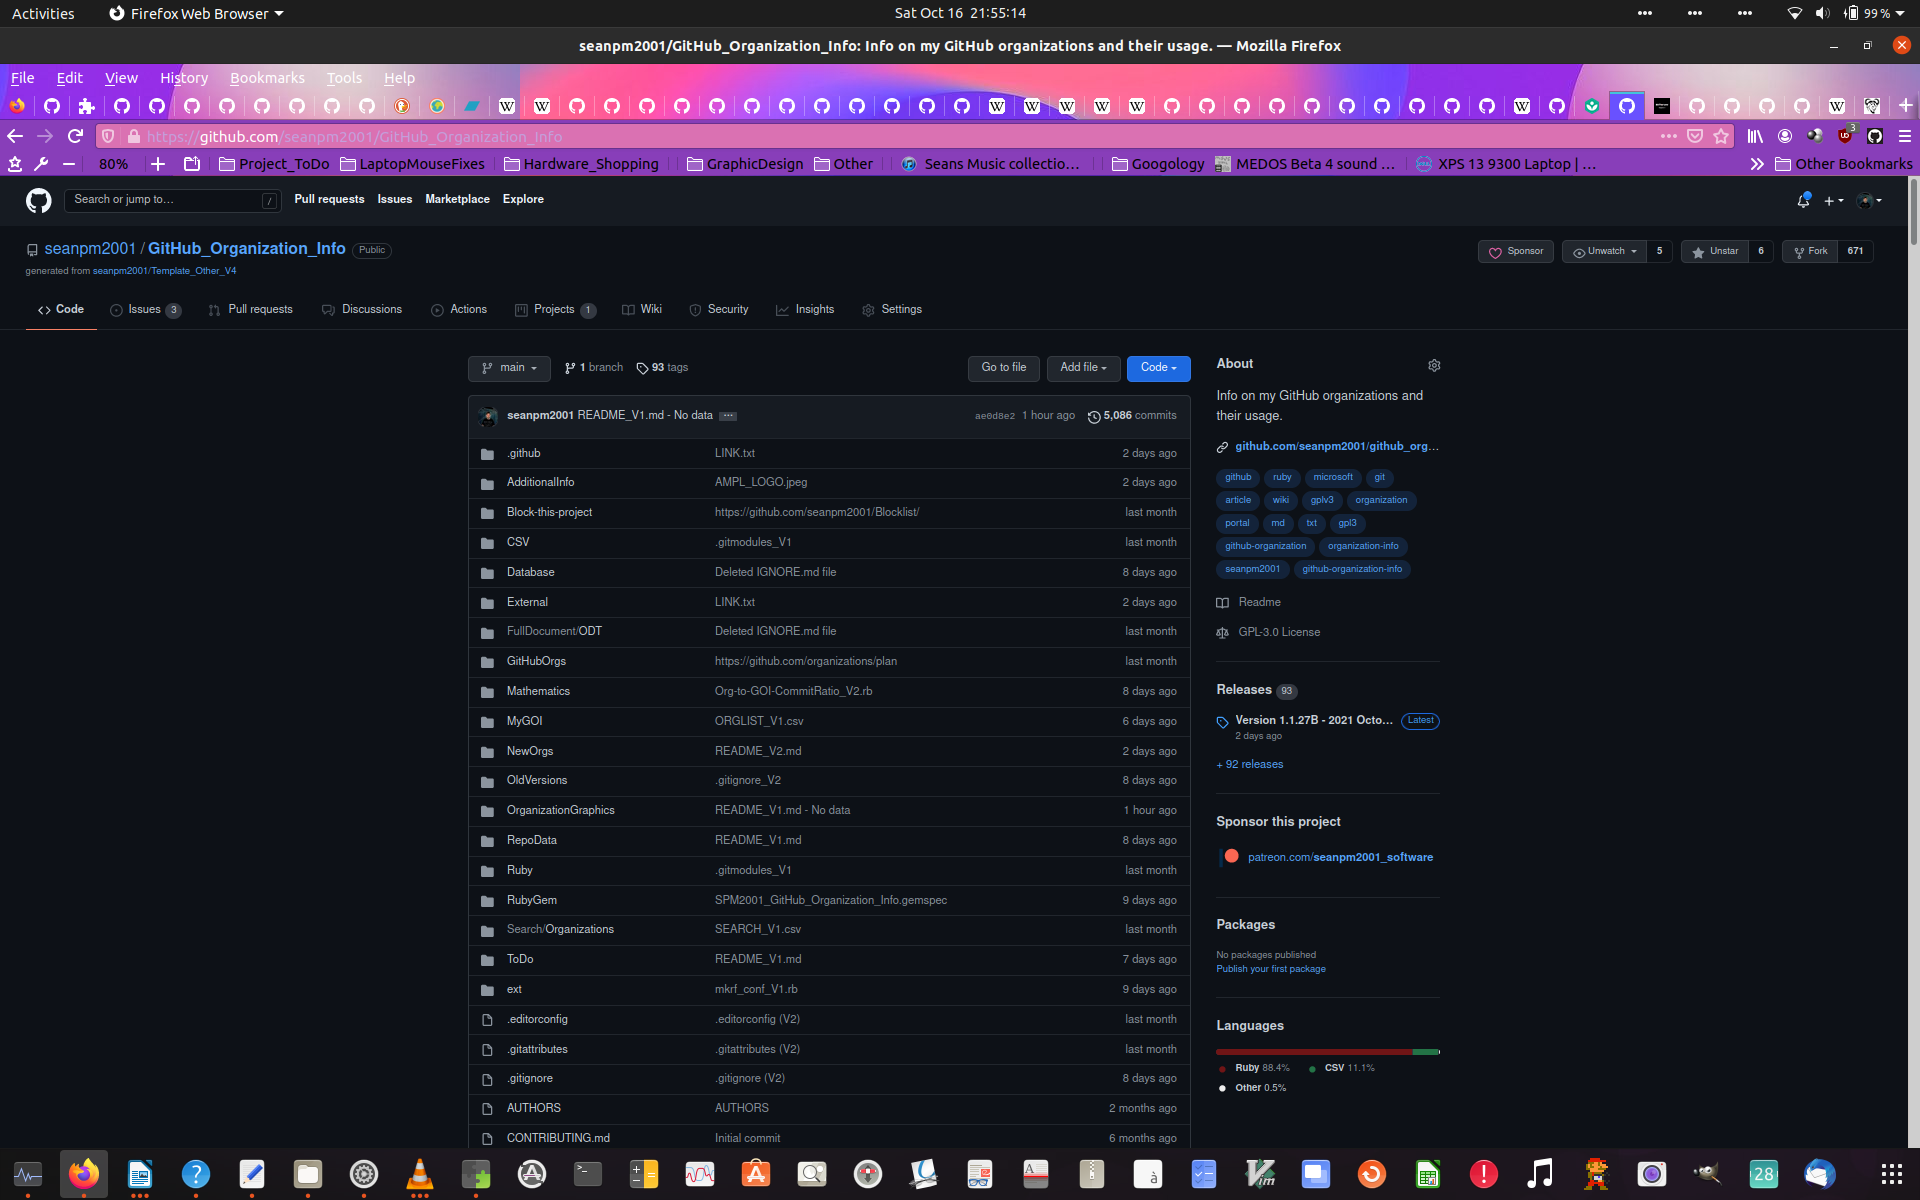 Activities Firefox Web Browser Sat Oct 16 21:55:14 99 %
seanpm2001/GitHub_Organization_Info: Info on my GitHub organizations and their usage. — Mozilla Firefox
File Edit View History Bookmarks Tools Help
https://github.com/seanpm2001/GitHub_Organization_Info 3
80% Project_ToDo LaptopMouseFixes Hardware_Shopping GraphicDesign Other Seans Music collectio… Googology MEDOS Beta 4 sound … XPS 13 9300 Laptop | … Other Bookmarks
Search or jump to… / Pull requests Issues Marketplace Explore
seanpm2001 / GitHub_Organization_Info Public Sponsor Unwatch 5 Unstar 6 Fork 671
generated from seanpm2001/Template_Other_V4
Code Issues 3 Pull requests Discussions Actions Projects 1 Wiki Security Insights Settings
main 1 branch 93 tags Go to file Add file Code
seanpm2001 README_V1.md - No data ae0d8e2 1 hour ago 5,086 commits
.github LINK.txt 2 days ago
AdditionalInfo AMPL_LOGO.jpeg 2 days ago
Block-this-project https://github.com/seanpm2001/Blocklist/ last month
CSV .gitmodules_V1 last month
Database Deleted IGNORE.md file 8 days ago
External LINK.txt 2 days ago
FullDocument/ODT Deleted IGNORE.md file last month
GitHubOrgs https://github.com/organizations/plan last month
Mathematics Org-to-GOI-CommitRatio_V2.rb 8 days ago
MyGOI ORGLIST_V1.csv 6 days ago
NewOrgs README_V2.md 2 days ago
OldVersions .gitignore_V2 8 days ago
OrganizationGraphics README_V1.md - No data 1 hour ago
RepoData README_V1.md 8 days ago
Ruby .gitmodules_V1 last month
RubyGem SPM2001_GitHub_Organization_Info.gemspec 9 days ago
Search/Organizations SEARCH_V1.csv last month
ToDo README_V1.md 7 days ago
ext mkrf_conf_V1.rb 9 days ago
.editorconfig .editorconfig (V2) last month
.gitattributes .gitattributes (V2) last month
.gitignore .gitignore (V2) 8 days ago
AUTHORS AUTHORS 2 months ago
CONTRIBUTING.md Initial commit 6 months ago
About
Info on my GitHub organizations and
their usage.
github.com/seanpm2001/github_org…
github ruby microsoft git
article wiki gplv3 organization
portal md txt gpl3
github-organization organization-info
seanpm2001 github-organization-info
Readme
GPL-3.0 License
Releases 93
Version 1.1.27B - 2021 Octo… Latest
2 days ago
+ 92 releases
Sponsor this project
patreon.com/seanpm2001_software
Packages
No packages published
Publish your first package
Languages
Ruby 88.4% CSV 11.1%
Other 0.5%
28